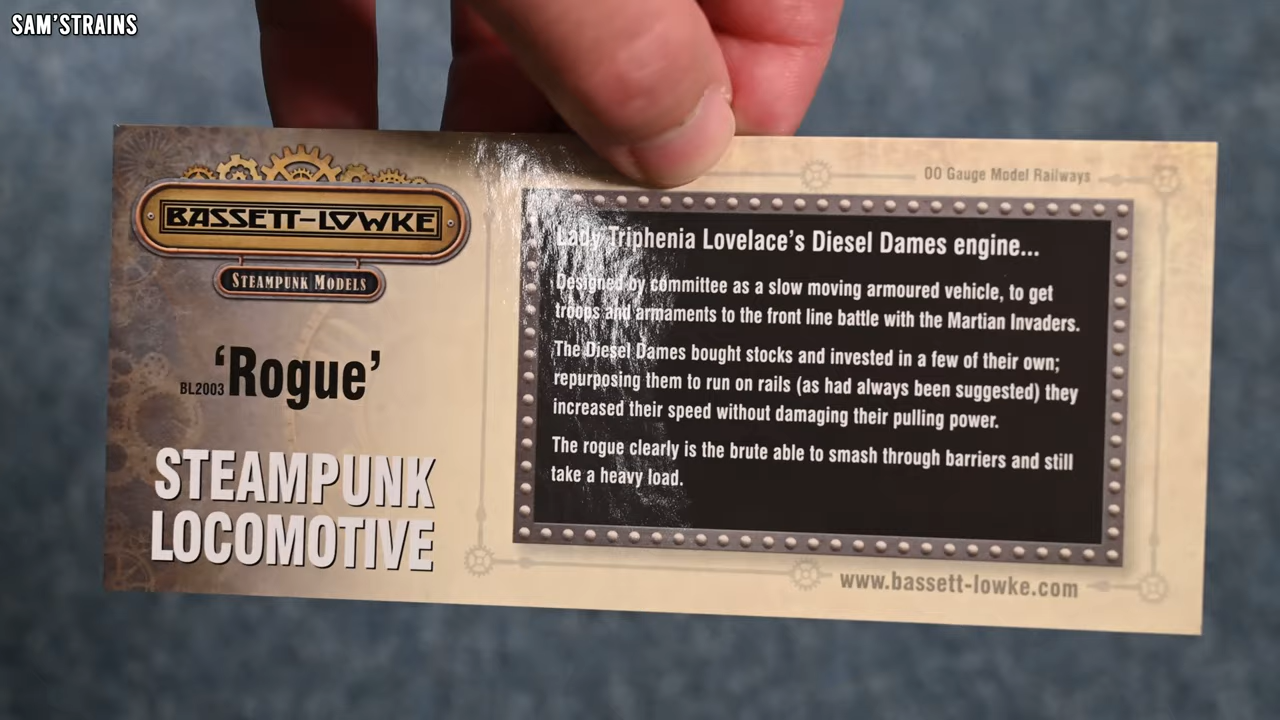 SAM'STRAINS
BASSETT-LOWKE
STEAMPUNK MODELS
BL2003 'Rogue'
STEAMPUNK
LOCOMOTIVE
OO Gauge Model Railways
Lady Triphenia Lovelace's Diesel Dames engine...
Designed by committee as a slow moving armoured vehicle, to get
troops and armaments to the front line battle with the Martian Invaders.
The Diesel Dames bought stocks and invested in a few of their own;
repurposing them to run on rails (as had always been suggested) they
increased their speed without damaging their pulling power.
The rogue clearly is the brute able to smash through barriers and still
take a heavy load.
www.bassett-lowke.com